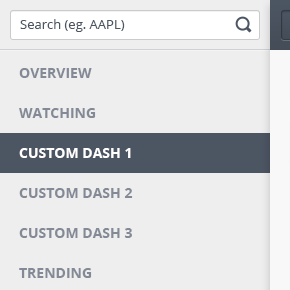 Search (eg. AAPL)
OVERVIEW
WATCHING
CUSTOM DASH 1
CUSTOM DASH 2
CUSTOM DASH 3
TRENDING